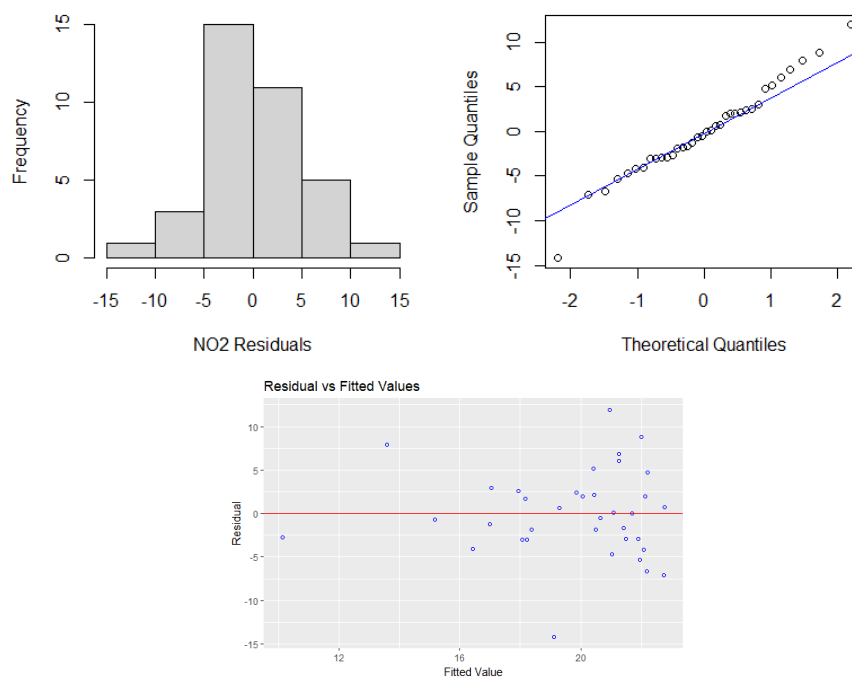 Frequency
0
5
10
15
-15 -10 -5 0 5 10 15
NO2 Residuals
Sample Quantiles
-15
-10
-5
0
5
10
-2 -1 0 1 2
Theoretical Quantiles
Residual vs Fitted Values
Residual
10
5
0
-5
-10
-15
12 16 20
Fitted Value